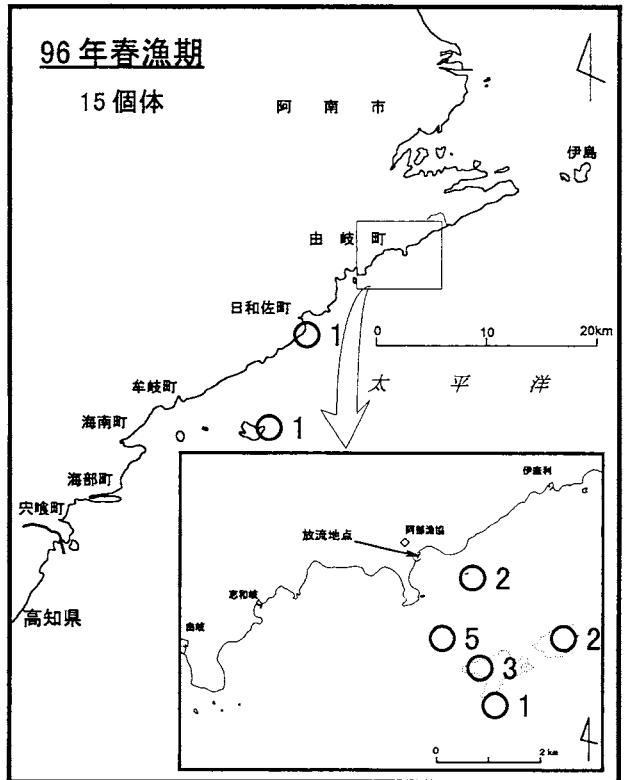 96年春漁期
15個体
阿南市
伊島
由岐町
日和佐町
1
0 10 20km
太平洋
牟岐町
海南町
1
海部町
宍喰町
高知県
伊座利
阿部漁協
放流地点
2
志和岐
由岐
5
2
3
1
0 2 km